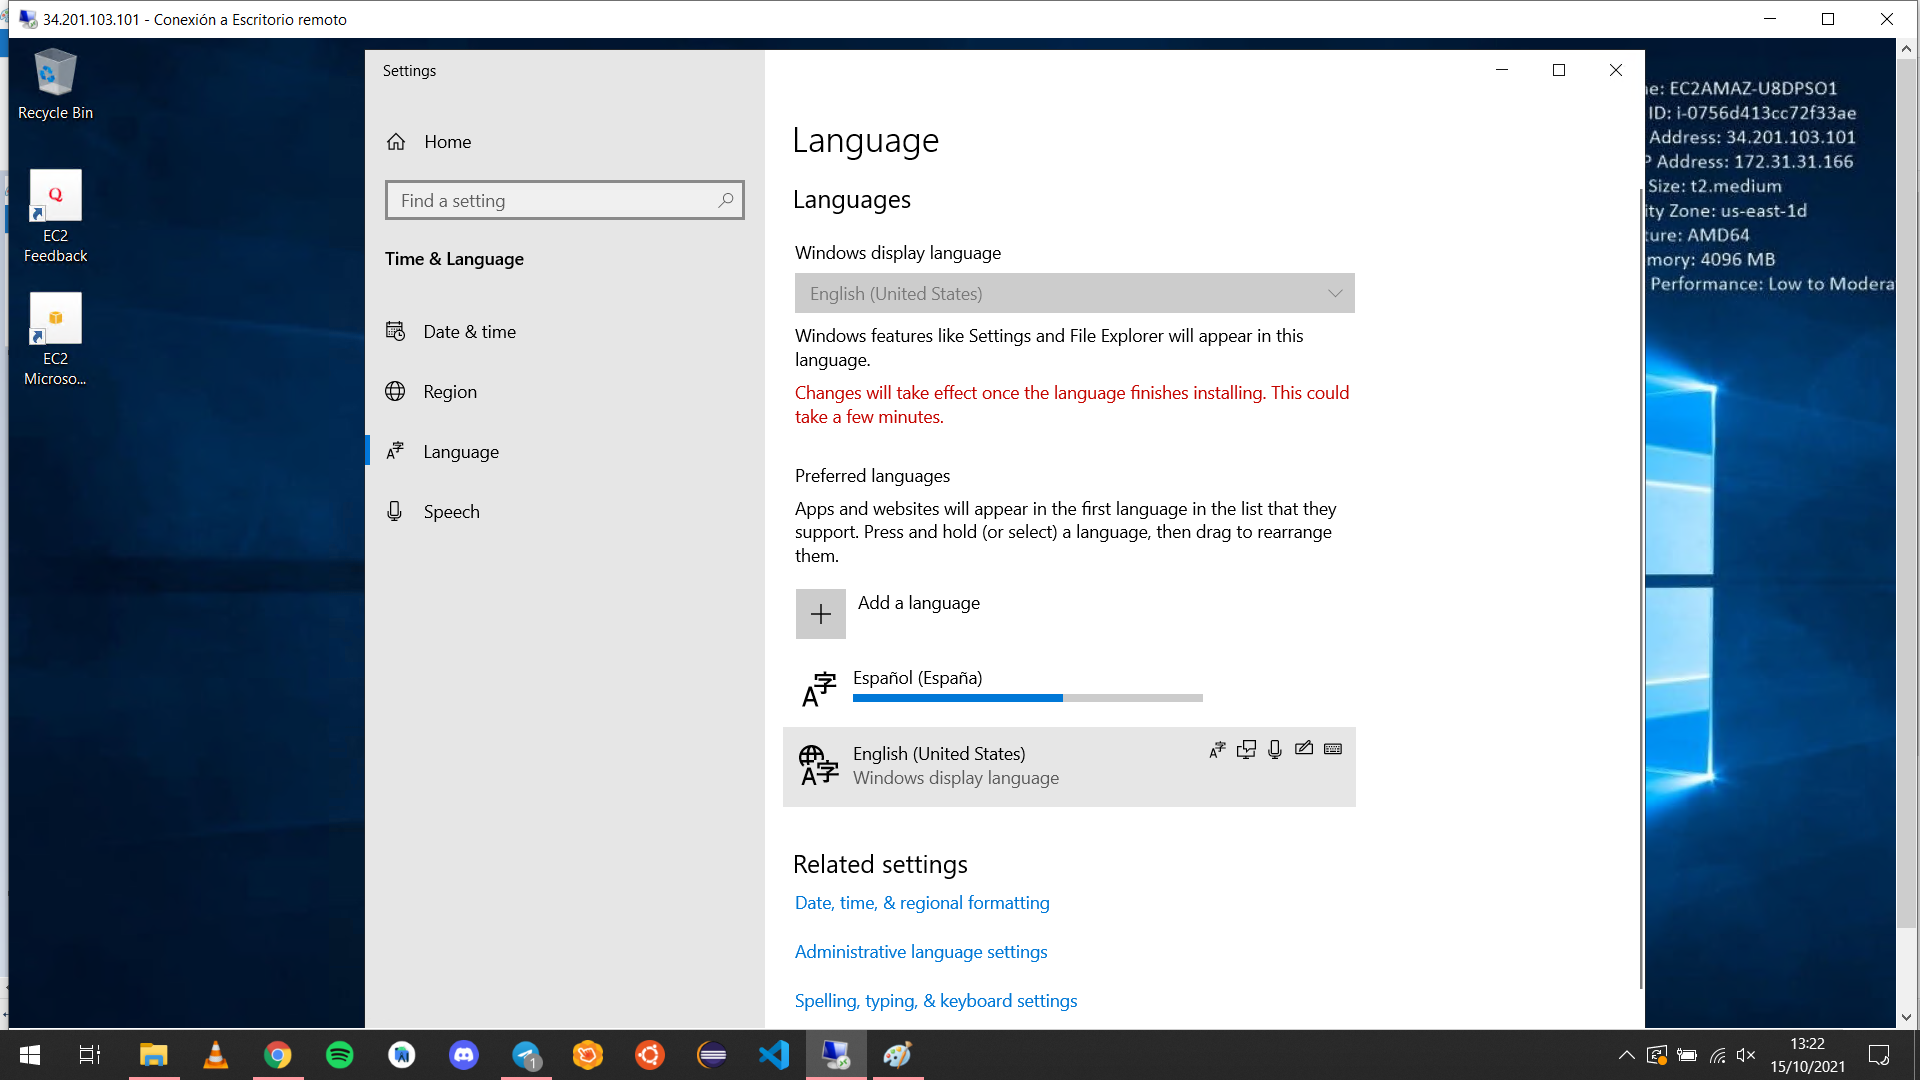 34.201.103.101 - Conexión a Escritorio remoto
Recycle Bin
EC2
Feedback
EC2
Microso...
Settings
Home
Find a setting
Time & Language
Date & time
Region
Language
Speech
Language
Languages
Windows display language
English (United States)
Windows features like Settings and File Explorer will appear in this
language.
Changes will take effect once the language finishes installing. This could
take a few minutes.
Preferred languages
Apps and websites will appear in the first language in the list that they
support. Press and hold (or select) a language, then drag to rearrange
them.
Add a language
Español (España)
English (United States)
Windows display language
Related settings
Date, time, & regional formatting
Administrative language settings
Spelling, typing, & keyboard settings
EC2AMAZ-U8DPSO1
ID: i-0756d413cc72f33ae
Address: 34.201.103.101
P Address: 172.31.31.166
Size: t2.medium
ity Zone: us-east-1d
ture: AMD64
mory: 4096 MB
Performance: Low to Modera
1
13:22
15/10/2021